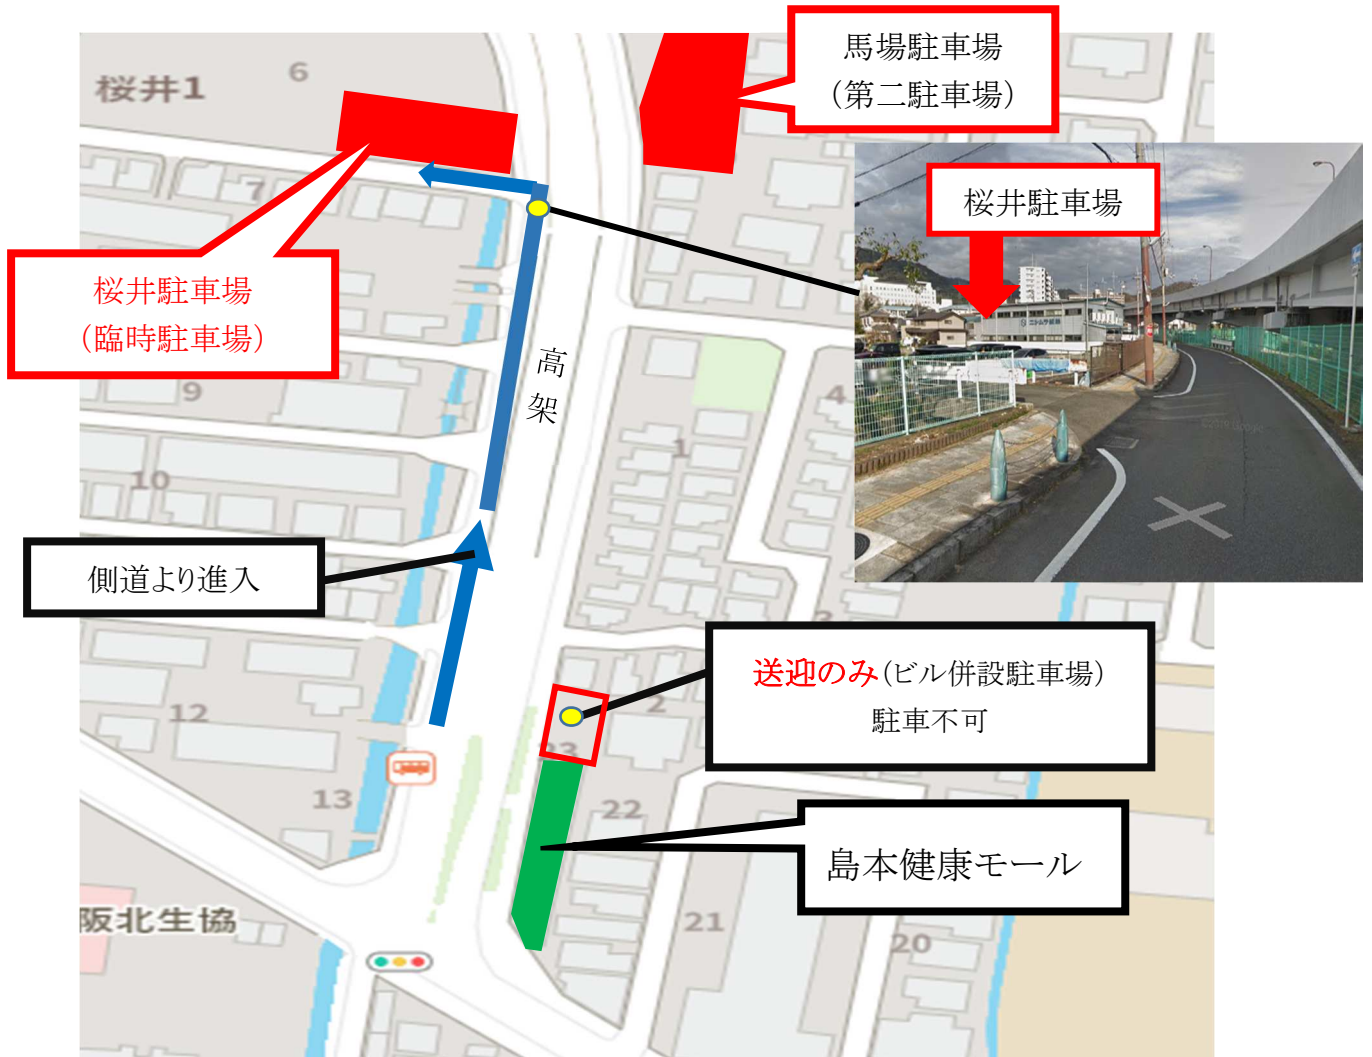 馬場駐車場
（第二駐車場）
桜井1
6
7
桜井駐車場
桜井駐車場
（臨時駐車場）
高架
9
4
1
10
側道より進入
3
送迎のみ（ビル併設駐車場）
駐車不可
2
12
23
13
22
島本健康モール
阪北生協
21
20